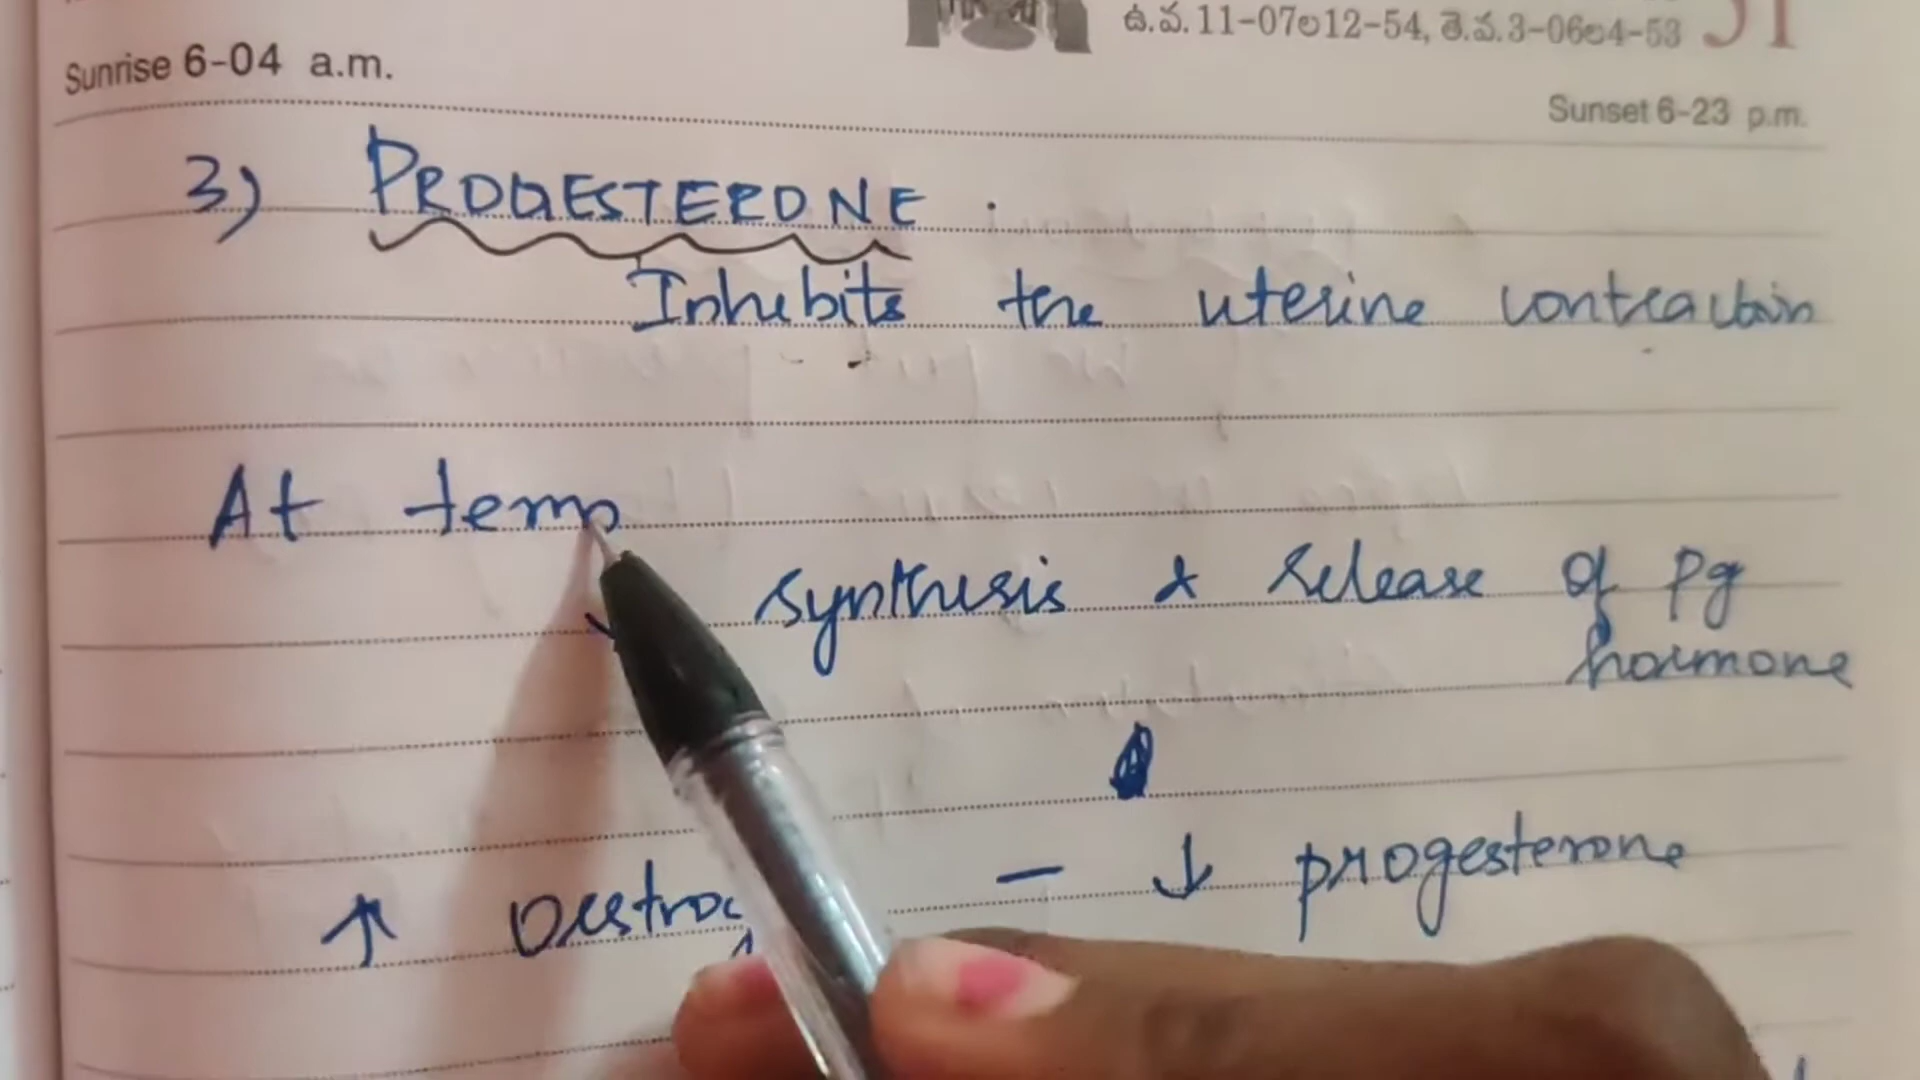 ఉ.వ. 11-07ల12-54, తె.వ.3-06ల4-53
Sunrise 6-04 a.m.
Sunset 6-23 p.m.
3) PROGESTERONE .
Inhibits the uterine contraction
At term
synthesis & release of pg
hormone
↑ Oestro - ↓ progesterone